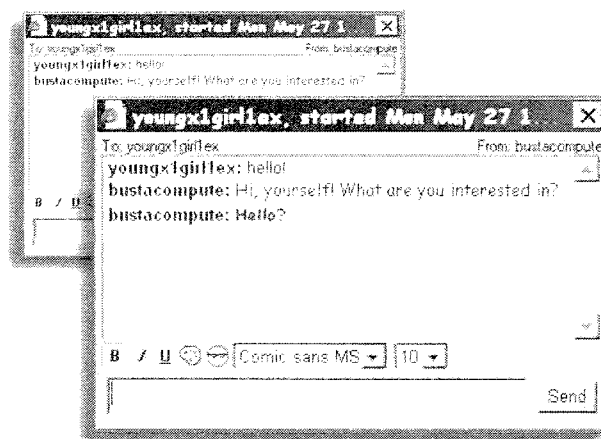 youngx1girl1ex, started Mon May 27 1
To: youngx1girl1ex From: bustacompute
youngx1girl1ex: hello!
bustacompute: Hi, yourself! What are you interested in?
B / U
youngx1girl1ex, started Mon May 27 1...
To: youngx1girl1ex From: bustacompute
youngx1girl1ex: hello!
bustacompute: Hi, yourself! What are you interested in?
bustacompute: Hello?
B / U Comic sans MS 10
Send